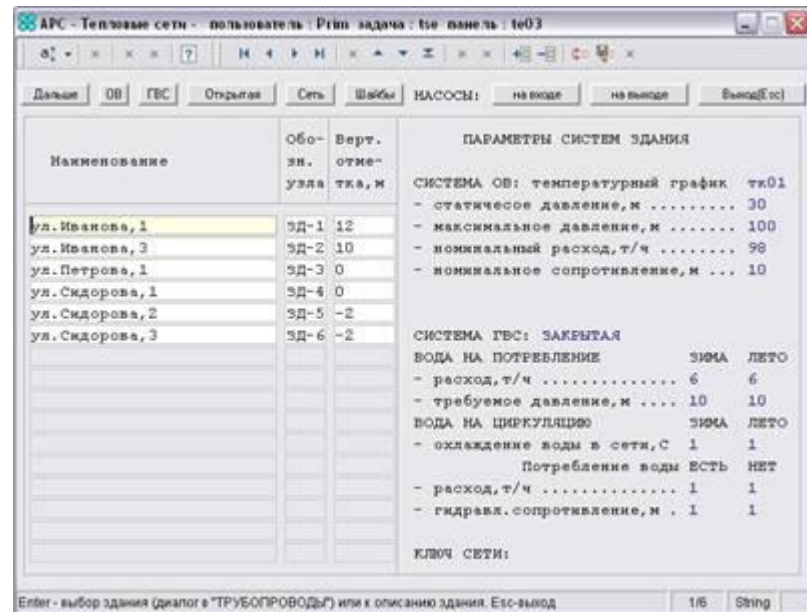 АРС - Тепловые сети - пользователь : Prim задача : tse панель : te03
Дальше ОВ ГВС Открытая Сеть Шайбы НАСОСЫ: на входе на выходе Выход(Esc)
Наименование
Обо-
зн.
узла
Верт.
отме-
тка,м
ул.Иванова,1 ЗД-1 12
ул.Иванова,3 ЗД-2 10
ул.Петрова,1 ЗД-3 0
ул.Сидорова,1 ЗД-4 0
ул.Сидорова,2 ЗД-5 -2
ул.Сидорова,3 ЗД-6 -2
ПАРАМЕТРЫ СИСТЕМ ЗДАНИЯ
СИСТЕМА ОВ: температурный график тк01
- статичесое давление,м ......... 30
- максимальное давление,м ....... 100
- номинальный расход,т/ч ........ 98
- номинальное сопротивление,м ... 10
СИСТЕМА ГВС: ЗАКРЫТАЯ
ВОДА НА ПОТРЕБЛЕНИЕ ЗИМА ЛЕТО
- расход,т/ч .............. 6 6
- требуемое давление,м .... 10 10
ВОДА НА ЦИРКУЛЯЦИЮ ЗИМА ЛЕТО
- охлаждение воды в сети,С 1 1
Потребление воды ЕСТЬ НЕТ
- расход,т/ч .............. 1 1
- гидравл.сопротивление,м . 1 1
КЛЮЧ СЕТИ:
Enter - выбор здания (диалог в "ТРУБОПРОВОДЫ") или к описанию здания. Esc-выход 1/6 String